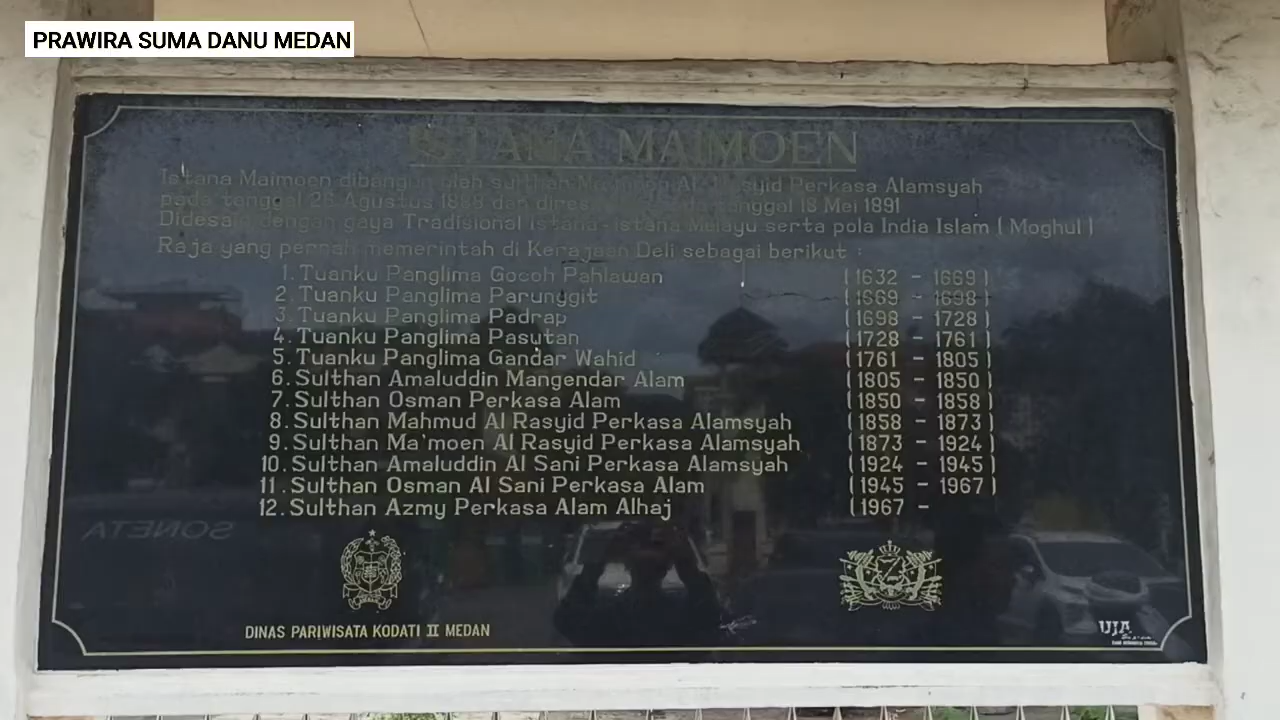 PRAWIRA SUMA DANU MEDAN
ISTANA MAIMOEN
Istana Maimoen dibangun oleh sulthan Ma'moen Al Rasyid Perkasa Alamsyah
pada tanggal 26 Agustus 1888 dan diresmikan pada tanggal 18 Mei 1891
Didesain dengan gaya Tradisional Istana-istana Melayu serta pola India Islam ( Moghul )
Raja yang pernah memerintah di Kerajaan Deli sebagai berikut :
1. Tuanku Panglima Gocoh Pahlawan ( 1632 - 1669 )
2. Tuanku Panglima Parunggit ( 1669 - 1698 )
3. Tuanku Panglima Padrap ( 1698 - 1728 )
4. Tuanku Panglima Pasutan ( 1728 - 1761 )
5. Tuanku Panglima Gandar Wahid ( 1761 - 1805 )
6. Sulthan Amaluddin Mangendar Alam ( 1805 - 1850 )
7. Sulthan Osman Perkasa Alam ( 1850 - 1858 )
8. Sulthan Mahmud Al Rasyid Perkasa Alamsyah ( 1858 - 1873 )
9. Sulthan Ma'moen Al Rasyid Perkasa Alamsyah ( 1873 - 1924 )
10. Sulthan Amaluddin Al Sani Perkasa Alamsyah ( 1924 - 1945 )
11. Sulthan Osman Al Sani Perkasa Alam ( 1945 - 1967 )
12. Sulthan Azmy Perkasa Alam Alhaj ( 1967 -
SONETA
DINAS PARIWISATA KODATI II MEDAN